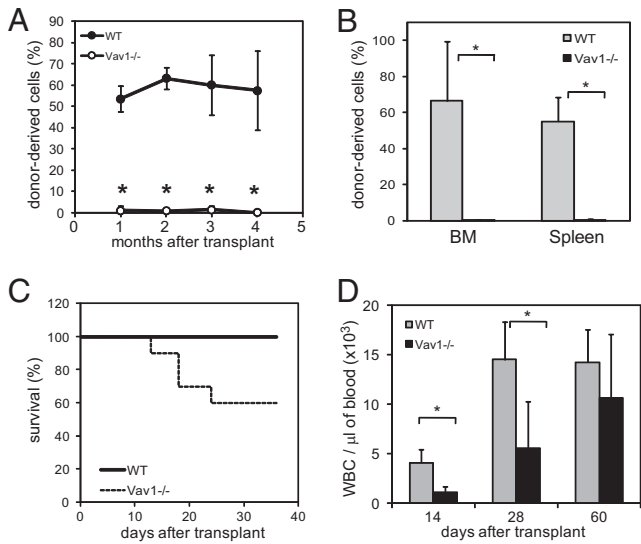 A
donor-derived cells (%)
90
80
70
60
50
40
30
20
10
0
WT
Vav1-/-
* * * *
0 1 2 3 4 5
months after transplant
B
donor-derived cells (%)
100
80
60
40
20
0
WT
Vav1-/-
*
*
BM Spleen
C
survival (%)
120
100
80
60
40
20
0
WT
Vav1-/-
0 10 20 30 40
days after transplant
D
WBC / µl of blood (x10³)
20
15
10
5
0
WT
Vav1-/-
*
*
14 28 60
days after transplant